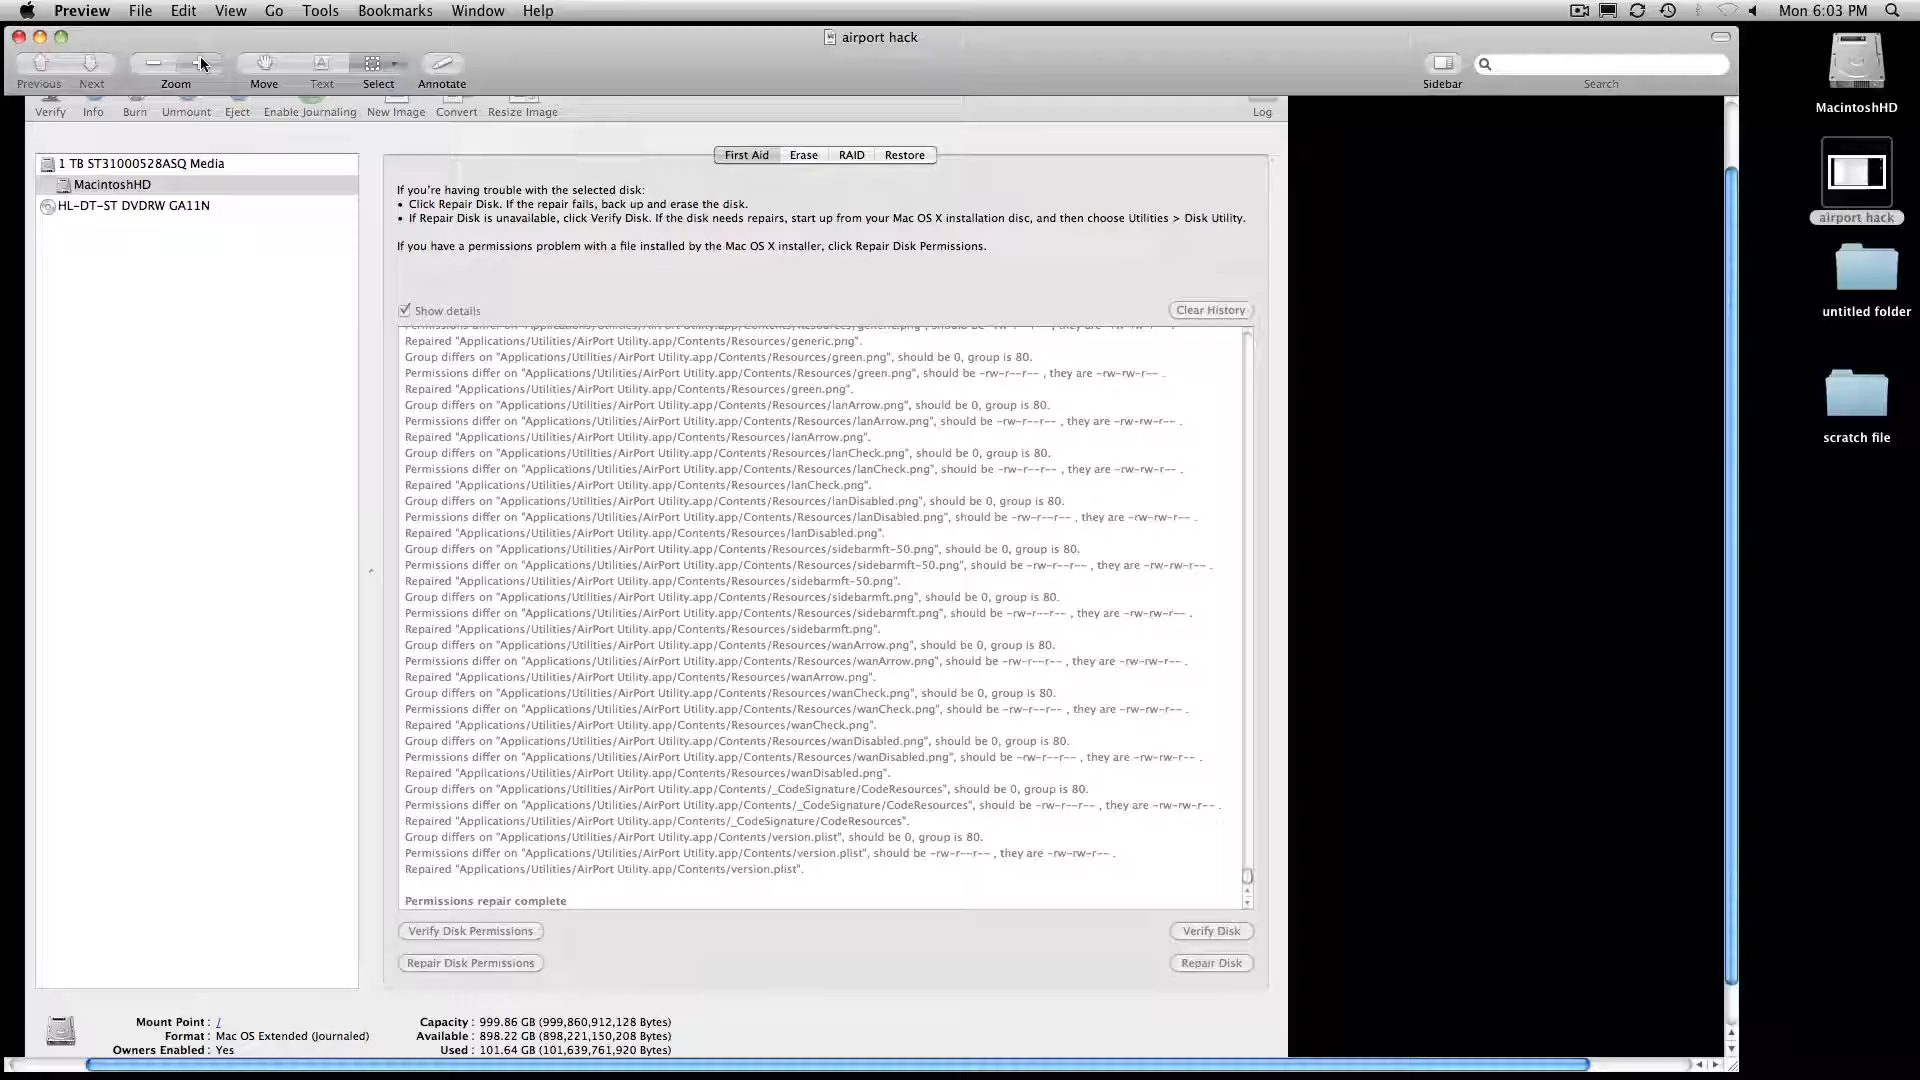 Preview File Edit View Go Tools Bookmarks Window Help Mon 6:03 PM
airport hack
Previous Next Zoom Move Text Select Annotate Sidebar Search
Verify Info Burn Unmount Eject Enable Journaling New Image Convert Resize Image Log
MacintoshHD
airport hack
untitled folder
scratch file
1 TB ST31000528ASQ Media
MacintoshHD
HL-DT-ST DVDRW GA11N
First Aid Erase RAID Restore
If you're having trouble with the selected disk:
• Click Repair Disk. If the repair fails, back up and erase the disk.
• If Repair Disk is unavailable, click Verify Disk. If the disk needs repairs, start up from your Mac OS X installation disc, and then choose Utilities > Disk Utility.
If you have a permissions problem with a file installed by the Mac OS X installer, click Repair Disk Permissions.
Show details Clear History
Permissions differ on "Applications/Utilities/AirPort Utility.app/Contents/Resources/generic.png", should be -rw-r--r-- , they are -rw-rw-r-- .
Repaired "Applications/Utilities/AirPort Utility.app/Contents/Resources/generic.png".
Group differs on "Applications/Utilities/AirPort Utility.app/Contents/Resources/green.png", should be 0, group is 80.
Permissions differ on "Applications/Utilities/AirPort Utility.app/Contents/Resources/green.png", should be -rw-r--r-- , they are -rw-rw-r-- .
Repaired "Applications/Utilities/AirPort Utility.app/Contents/Resources/green.png".
Group differs on "Applications/Utilities/AirPort Utility.app/Contents/Resources/lanArrow.png", should be 0, group is 80.
Permissions differ on "Applications/Utilities/AirPort Utility.app/Contents/Resources/lanArrow.png", should be -rw-r--r-- , they are -rw-rw-r-- .
Repaired "Applications/Utilities/AirPort Utility.app/Contents/Resources/lanArrow.png".
Group differs on "Applications/Utilities/AirPort Utility.app/Contents/Resources/lanCheck.png", should be 0, group is 80.
Permissions differ on "Applications/Utilities/AirPort Utility.app/Contents/Resources/lanCheck.png", should be -rw-r--r-- , they are -rw-rw-r-- .
Repaired "Applications/Utilities/AirPort Utility.app/Contents/Resources/lanCheck.png".
Group differs on "Applications/Utilities/AirPort Utility.app/Contents/Resources/lanDisabled.png", should be 0, group is 80.
Permissions differ on "Applications/Utilities/AirPort Utility.app/Contents/Resources/lanDisabled.png", should be -rw-r--r-- , they are -rw-rw-r-- .
Repaired "Applications/Utilities/AirPort Utility.app/Contents/Resources/lanDisabled.png".
Group differs on "Applications/Utilities/AirPort Utility.app/Contents/Resources/sidebarmft-50.png", should be 0, group is 80.
Permissions differ on "Applications/Utilities/AirPort Utility.app/Contents/Resources/sidebarmft-50.png", should be -rw-r--r-- , they are -rw-rw-r-- .
Repaired "Applications/Utilities/AirPort Utility.app/Contents/Resources/sidebarmft-50.png".
Group differs on "Applications/Utilities/AirPort Utility.app/Contents/Resources/sidebarmft.png", should be 0, group is 80.
Permissions differ on "Applications/Utilities/AirPort Utility.app/Contents/Resources/sidebarmft.png", should be -rw-r--r-- , they are -rw-rw-r-- .
Repaired "Applications/Utilities/AirPort Utility.app/Contents/Resources/sidebarmft.png".
Group differs on "Applications/Utilities/AirPort Utility.app/Contents/Resources/wanArrow.png", should be 0, group is 80.
Permissions differ on "Applications/Utilities/AirPort Utility.app/Contents/Resources/wanArrow.png", should be -rw-r--r-- , they are -rw-rw-r-- .
Repaired "Applications/Utilities/AirPort Utility.app/Contents/Resources/wanArrow.png".
Group differs on "Applications/Utilities/AirPort Utility.app/Contents/Resources/wanCheck.png", should be 0, group is 80.
Permissions differ on "Applications/Utilities/AirPort Utility.app/Contents/Resources/wanCheck.png", should be -rw-r--r-- , they are -rw-rw-r-- .
Repaired "Applications/Utilities/AirPort Utility.app/Contents/Resources/wanCheck.png".
Group differs on "Applications/Utilities/AirPort Utility.app/Contents/Resources/wanDisabled.png", should be 0, group is 80.
Permissions differ on "Applications/Utilities/AirPort Utility.app/Contents/Resources/wanDisabled.png", should be -rw-r--r-- , they are -rw-rw-r-- .
Repaired "Applications/Utilities/AirPort Utility.app/Contents/Resources/wanDisabled.png".
Group differs on "Applications/Utilities/AirPort Utility.app/Contents/_CodeSignature/CodeResources", should be 0, group is 80.
Permissions differ on "Applications/Utilities/AirPort Utility.app/Contents/_CodeSignature/CodeResources", should be -rw-r--r-- , they are -rw-rw-r-- .
Repaired "Applications/Utilities/AirPort Utility.app/Contents/_CodeSignature/CodeResources".
Group differs on "Applications/Utilities/AirPort Utility.app/Contents/version.plist", should be 0, group is 80.
Permissions differ on "Applications/Utilities/AirPort Utility.app/Contents/version.plist", should be -rw-r--r-- , they are -rw-rw-r-- .
Repaired "Applications/Utilities/AirPort Utility.app/Contents/version.plist".
Permissions repair complete
Verify Disk Permissions Verify Disk
Repair Disk Permissions Repair Disk
Mount Point : / Capacity : 999.86 GB (999,860,912,128 Bytes)
Format : Mac OS Extended (Journaled) Available : 898.22 GB (898,221,150,208 Bytes)
Owners Enabled : Yes Used : 101.64 GB (101,639,761,920 Bytes)